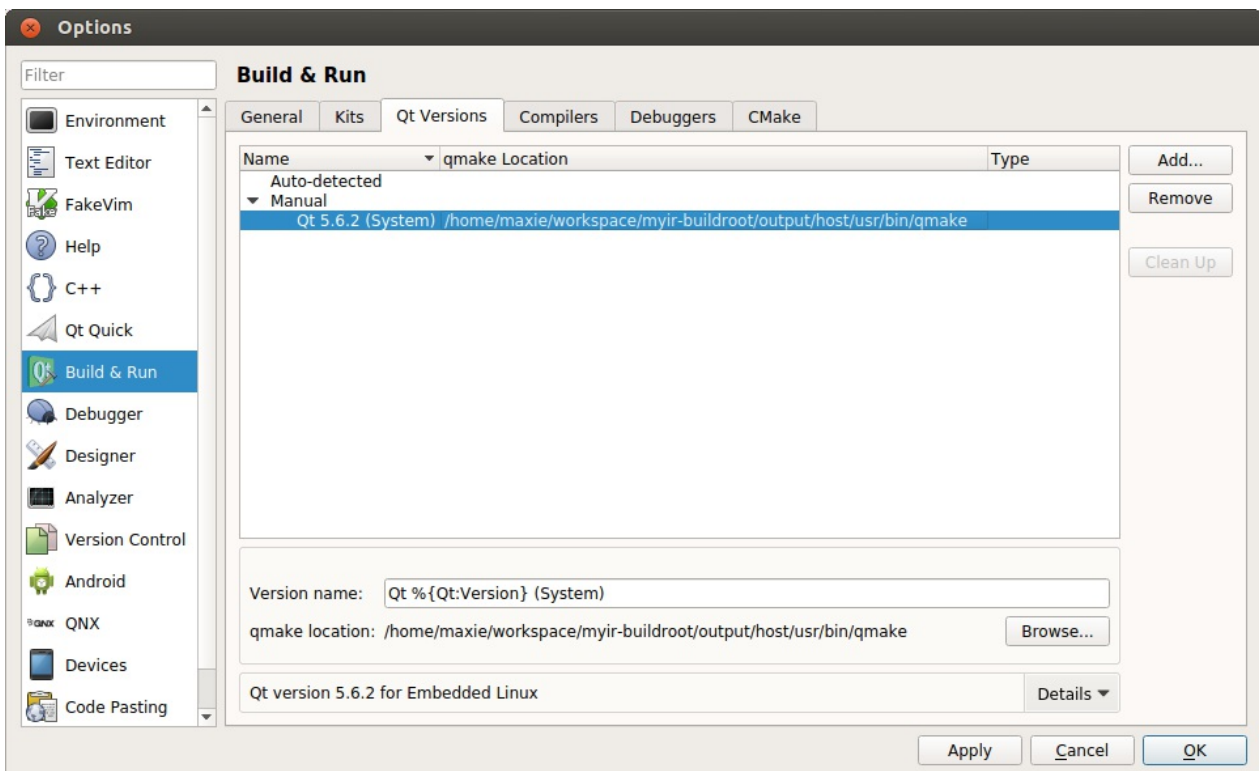 Options
Filter
Environment
Text Editor
FakeVim
Help
C++
Qt Quick
Build & Run
Debugger
Designer
Analyzer
Version Control
Android
QNX
Devices
Code Pasting
Build & Run
General Kits Qt Versions Compilers Debuggers CMake
Name qmake Location Type
Auto-detected
Manual
Qt 5.6.2 (System) /home/maxie/workspace/myir-buildroot/output/host/usr/bin/qmake
Add...
Remove
Clean Up
Version name: Qt %{Qt:Version} (System)
qmake location: /home/maxie/workspace/myir-buildroot/output/host/usr/bin/qmake Browse...
Qt version 5.6.2 for Embedded Linux Details
Apply Cancel OK